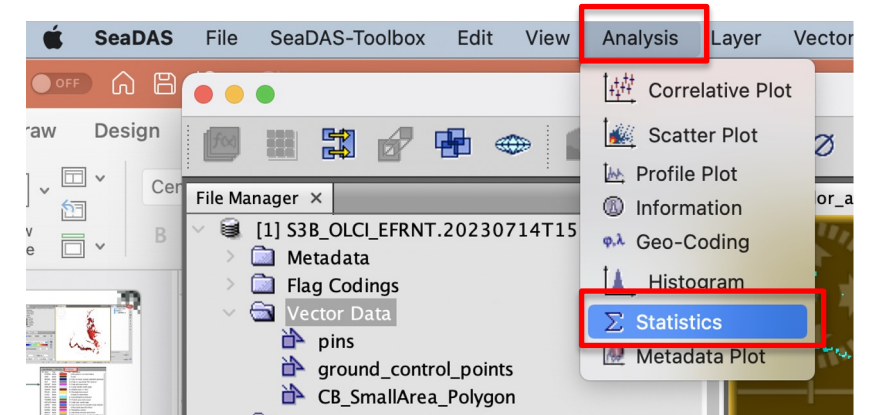 SeaDAS File SeaDAS-Toolbox Edit View Analysis Layer Vector
OFF
raw Design
Cen
B
File Manager ×
[1] S3B_OLCI_EFRNT.20230714T15
Metadata
Flag Codings
Vector Data
pins
ground_control_points
CB_SmallArea_Polygon
Correlative Plot
Scatter Plot
Profile Plot
Information
φ,λ Geo-Coding
Histogram
Σ Statistics
Metadata Plot
or_a